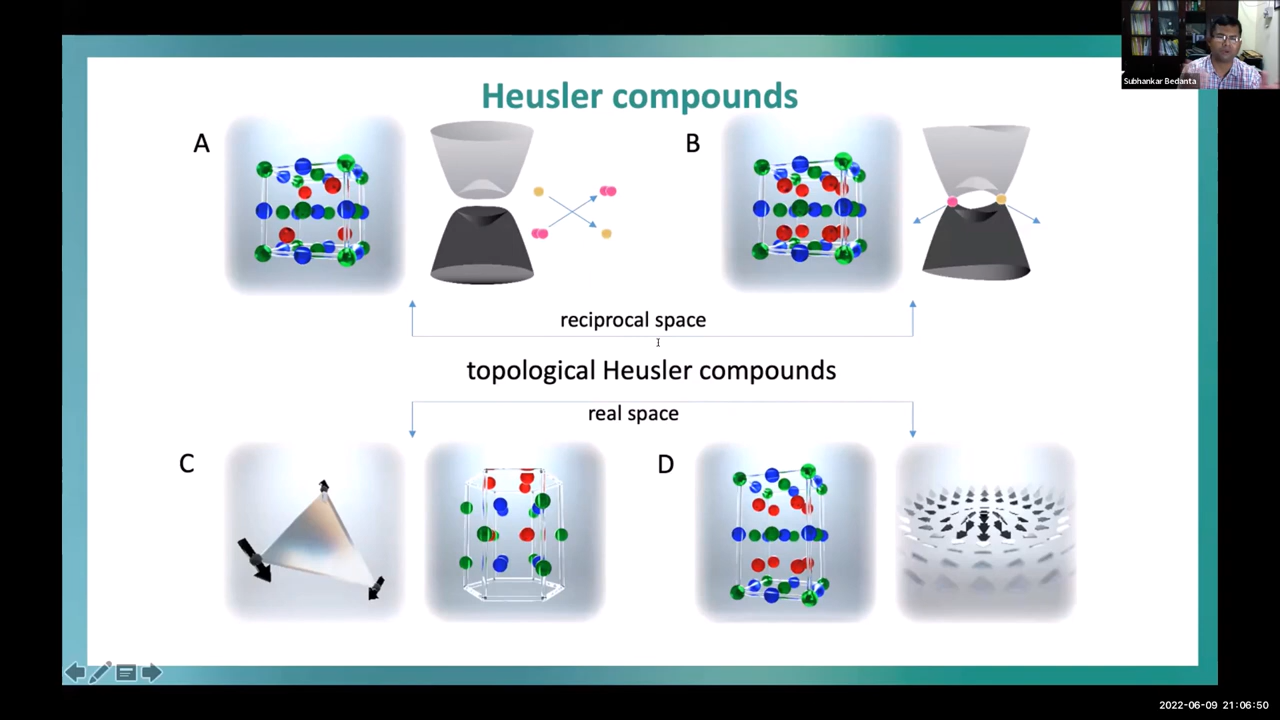 Subhankar Bedanta
Heusler compounds
A
B
reciprocal space
topological Heusler compounds
real space
C
D
2022-06-09 21:06:50